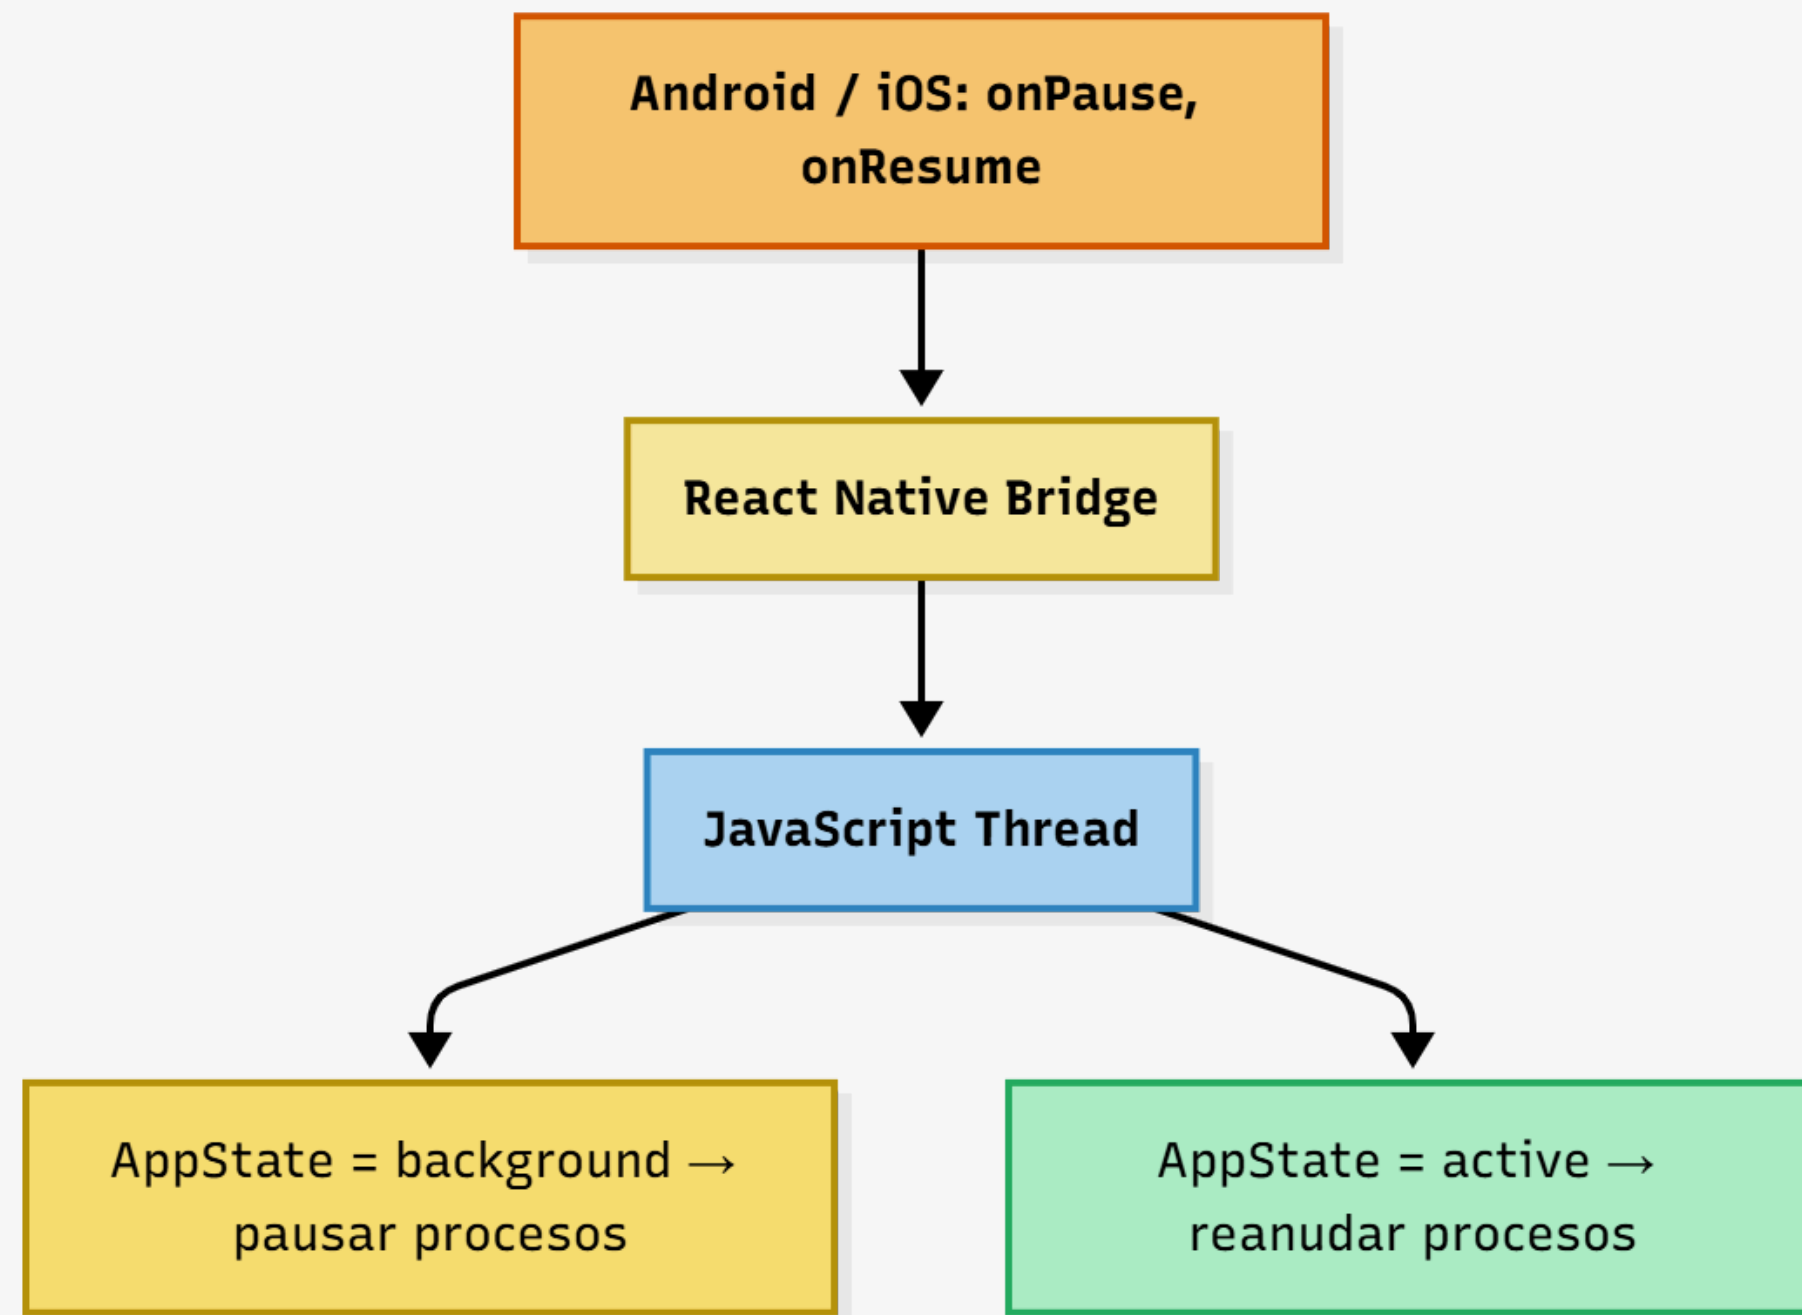 Android / iOS: onPause,
onResume
React Native Bridge
JavaScript Thread
AppState = background →
pausar procesos
AppState = active →
reanudar procesos